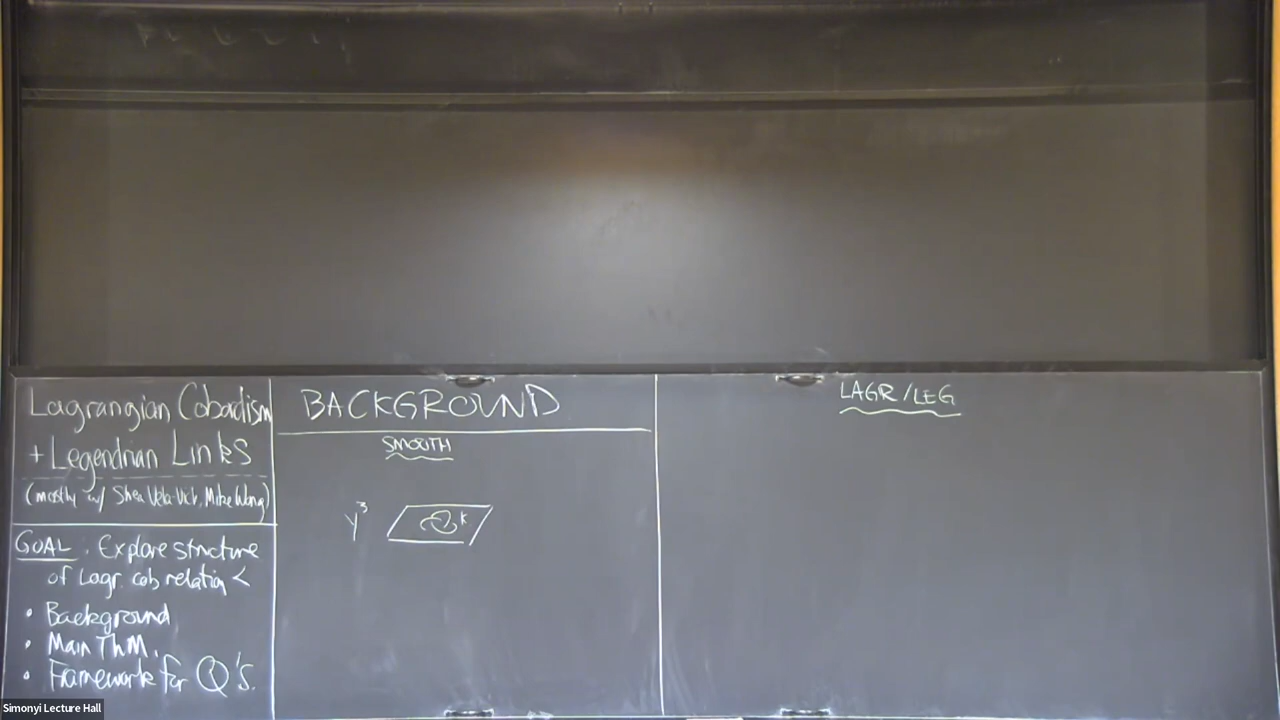 Lagrangian Cobordism
+ Legendrian Links
(mostly w/ Shea Vela-Vick, Mike Wong)
GOAL: Explore structure
of Lagr. cob relation <
• Background
• Main Thm.
• Framework for Q's.
BACKGROUND
SMOOTH
Y³
K
LAGR/LEG
Simonyi Lecture Hall